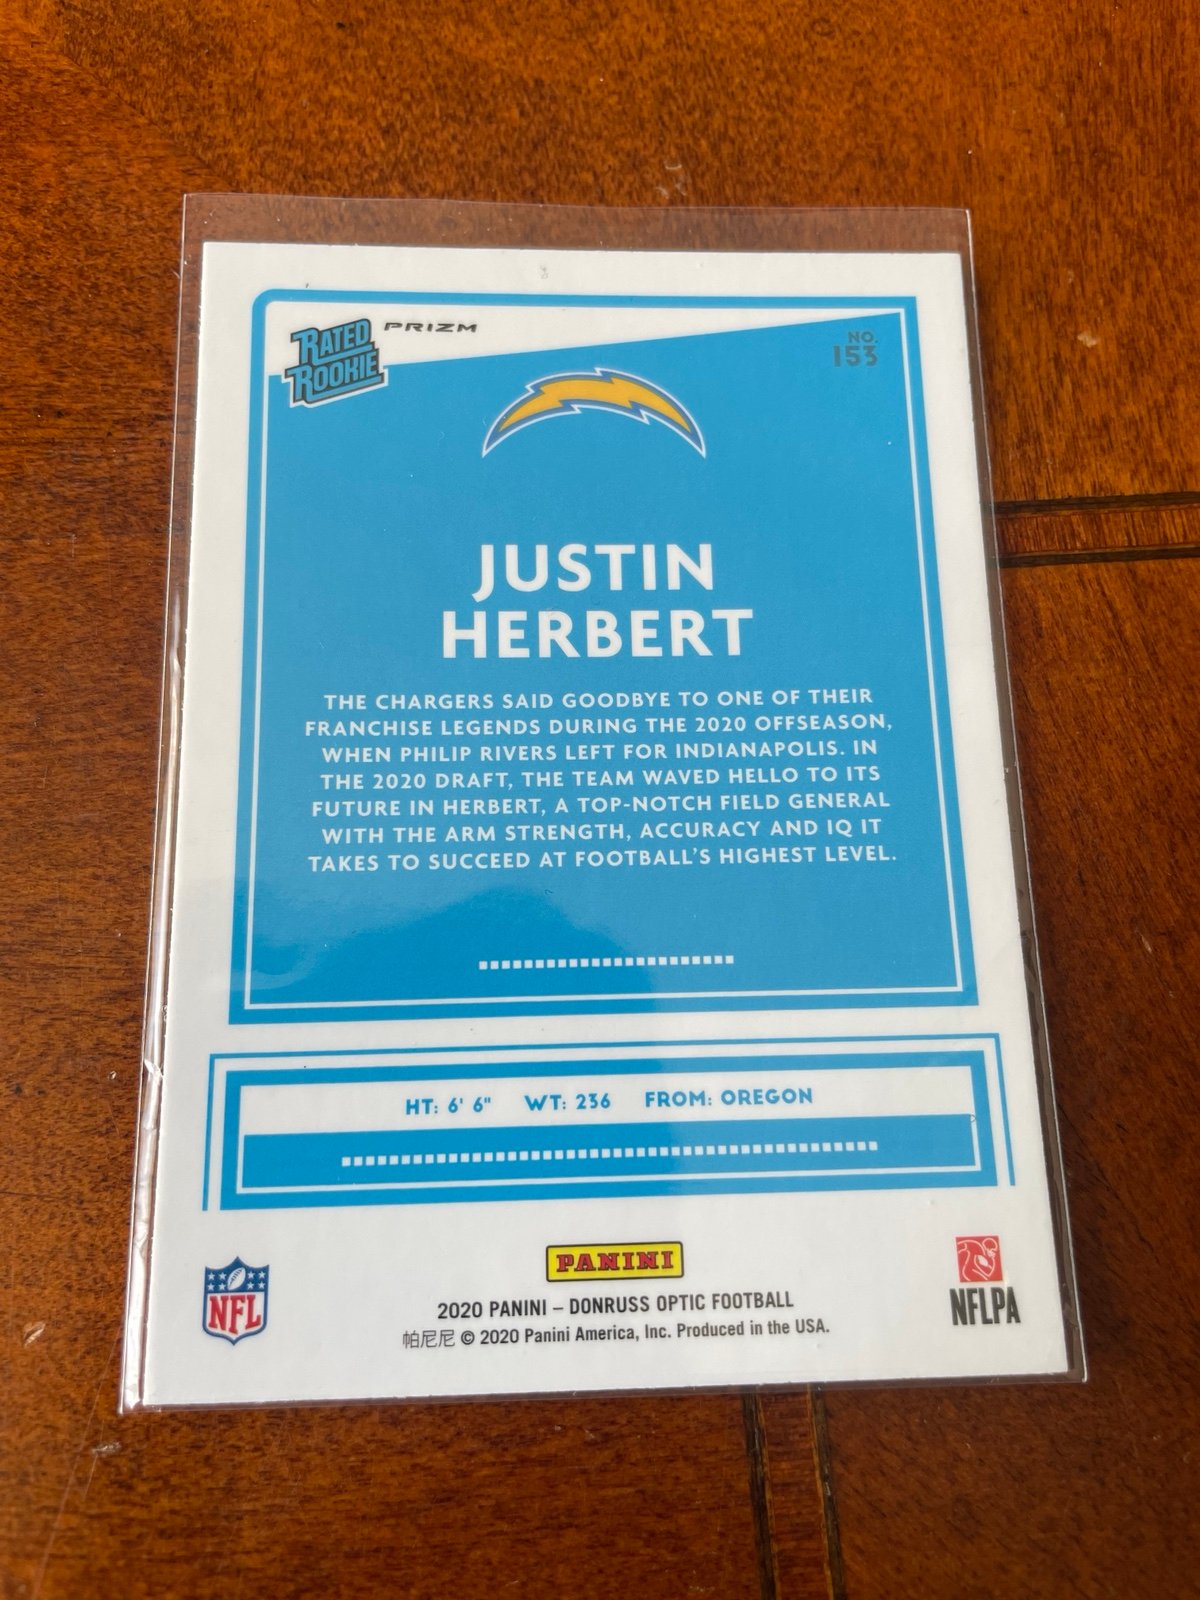 RATED
ROOKIE
PRIZM
NO.
153
JUSTIN
HERBERT
THE CHARGERS SAID GOODBYE TO ONE OF THEIR
FRANCHISE LEGENDS DURING THE 2020 OFFSEASON,
WHEN PHILIP RIVERS LEFT FOR INDIANAPOLIS. IN
THE 2020 DRAFT, THE TEAM WAVED HELLO TO ITS
FUTURE IN HERBERT, A TOP-NOTCH FIELD GENERAL
WITH THE ARM STRENGTH, ACCURACY AND IQ IT
TAKES TO SUCCEED AT FOOTBALL'S HIGHEST LEVEL.
HT: 6' 6" WT: 236 FROM: OREGON
NFL
PANINI
2020 PANINI – DONRUSS OPTIC FOOTBALL
帕尼尼 © 2020 Panini America, Inc. Produced in the USA.
NFLPA